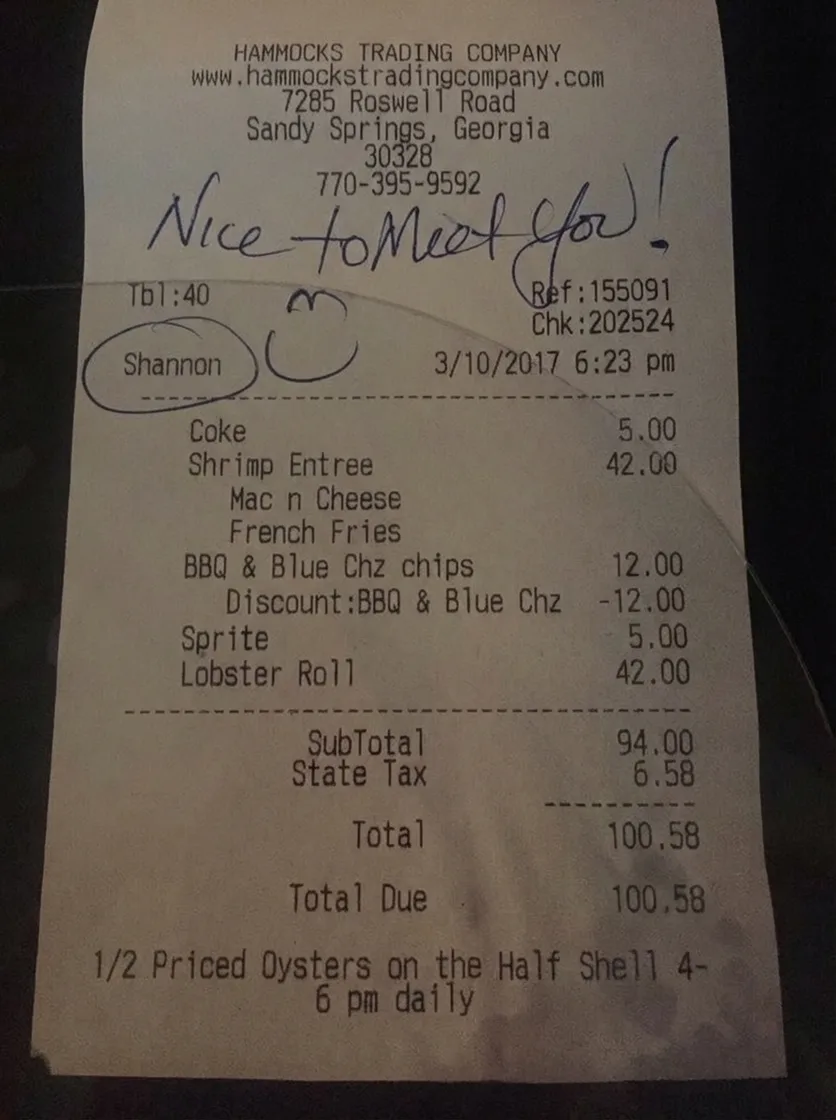 HAMMOCKS TRADING COMPANY
www.hammockstradingcompany.com
7285 Roswell Road
Sandy Springs, Georgia
30328
770-395-9592
Nice to Meet You!
Tbl:40 Ref:155091
Chk:202524
Shannon 3/10/2017 6:23 pm
Coke 5.00
Shrimp Entree 42.00
Mac n Cheese
French Fries
BBQ & Blue Chz chips 12.00
Discount:BBQ & Blue Chz -12.00
Sprite 5.00
Lobster Roll 42.00
SubTotal 94.00
State Tax 6.58
Total 100.58
Total Due 100.58
1/2 Priced Oysters on the Half Shell 4-
6 pm daily